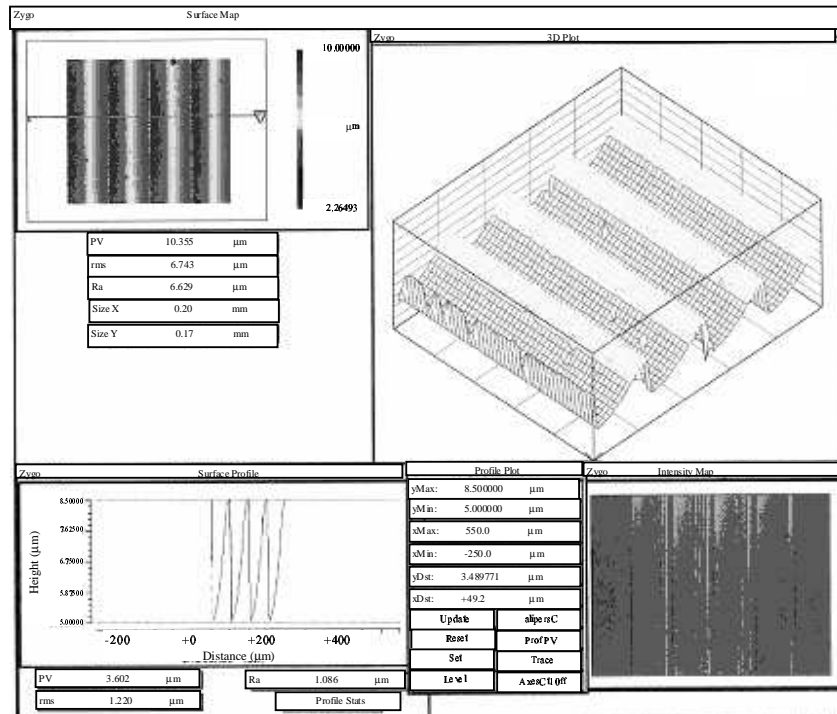 Zygo Surface Map
Zygo 3D Plot
10.00000
µm
2.26493
PV 10.355 µm
rms 6.743 µm
Ra 6.629 µm
Size X 0.20 mm
Size Y 0.17 mm
Zygo Surface Profile
8.50000
7.62500
6.75000
5.87500
5.00000
Height (µm)
-200 +0 +200 +400
Distance (µm)
PV 3.602 µm
rms 1.220 µm
Ra 1.086 µm
Profile Stats
Profile Plot
yMax: 8.500000 µm
yMin: 5.000000 µm
xMax: 550.0 µm
xMin: -250.0 µm
yDst: 3.489771 µm
xDst: +49.2 µm
Update slipersC
Reset ProfPV
Set Trace
Level
Zygo Intensity Map